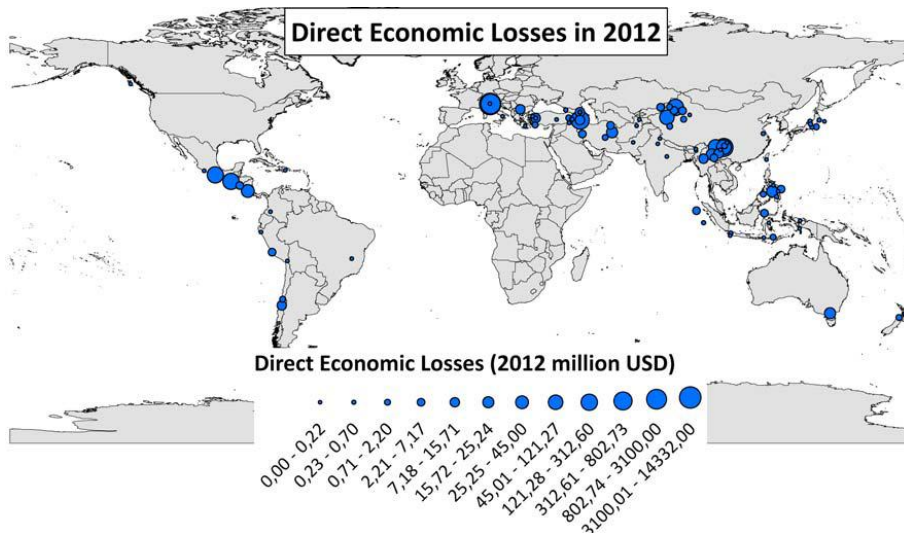 Direct Economic Losses in 2012
Direct Economic Losses (2012 million USD)
0,00 - 0,22
0,23 - 0,70
0,71 - 2,20
2,21 - 7,17
7,18 - 15,71
15,72 - 25,24
25,25 - 45,00
45,01 - 121,27
121,28 - 312,60
312,61 - 802,73
802,74 - 3100,00
3100,01 - 14332,00